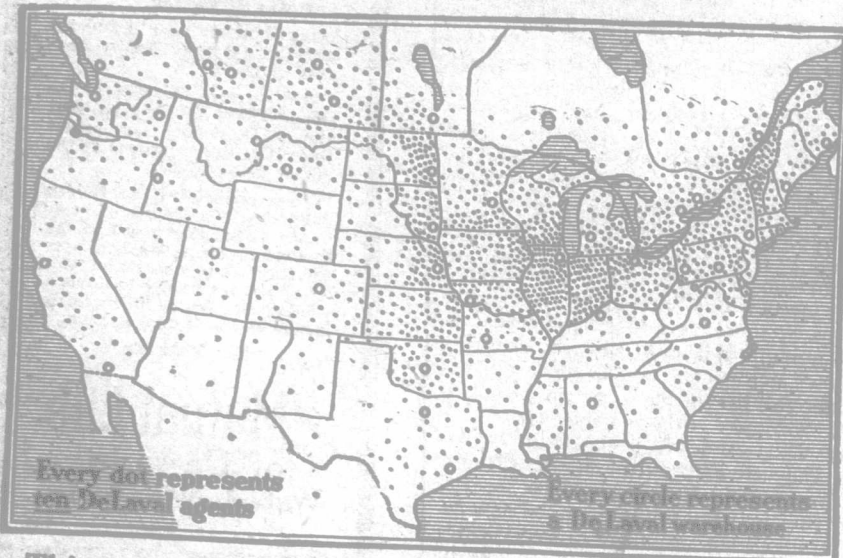 Every dot represents
ten De Laval agents
Every circle represents
a De Laval warehouse